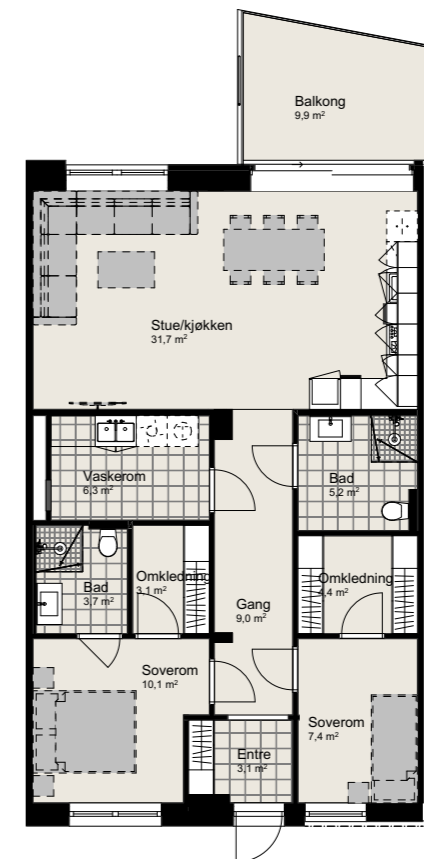 Balkong
9,9 m²
Stue/kjøkken
31,7 m²
Vaskerom
6,3 m²
Bad
5,2 m²
Bad
3,7 m²
Omkledning
3,1 m²
Gang
9,0 m²
Omkledning
4,4 m²
Soverom
10,1 m²
Soverom
7,4 m²
Entre
3,1 m²